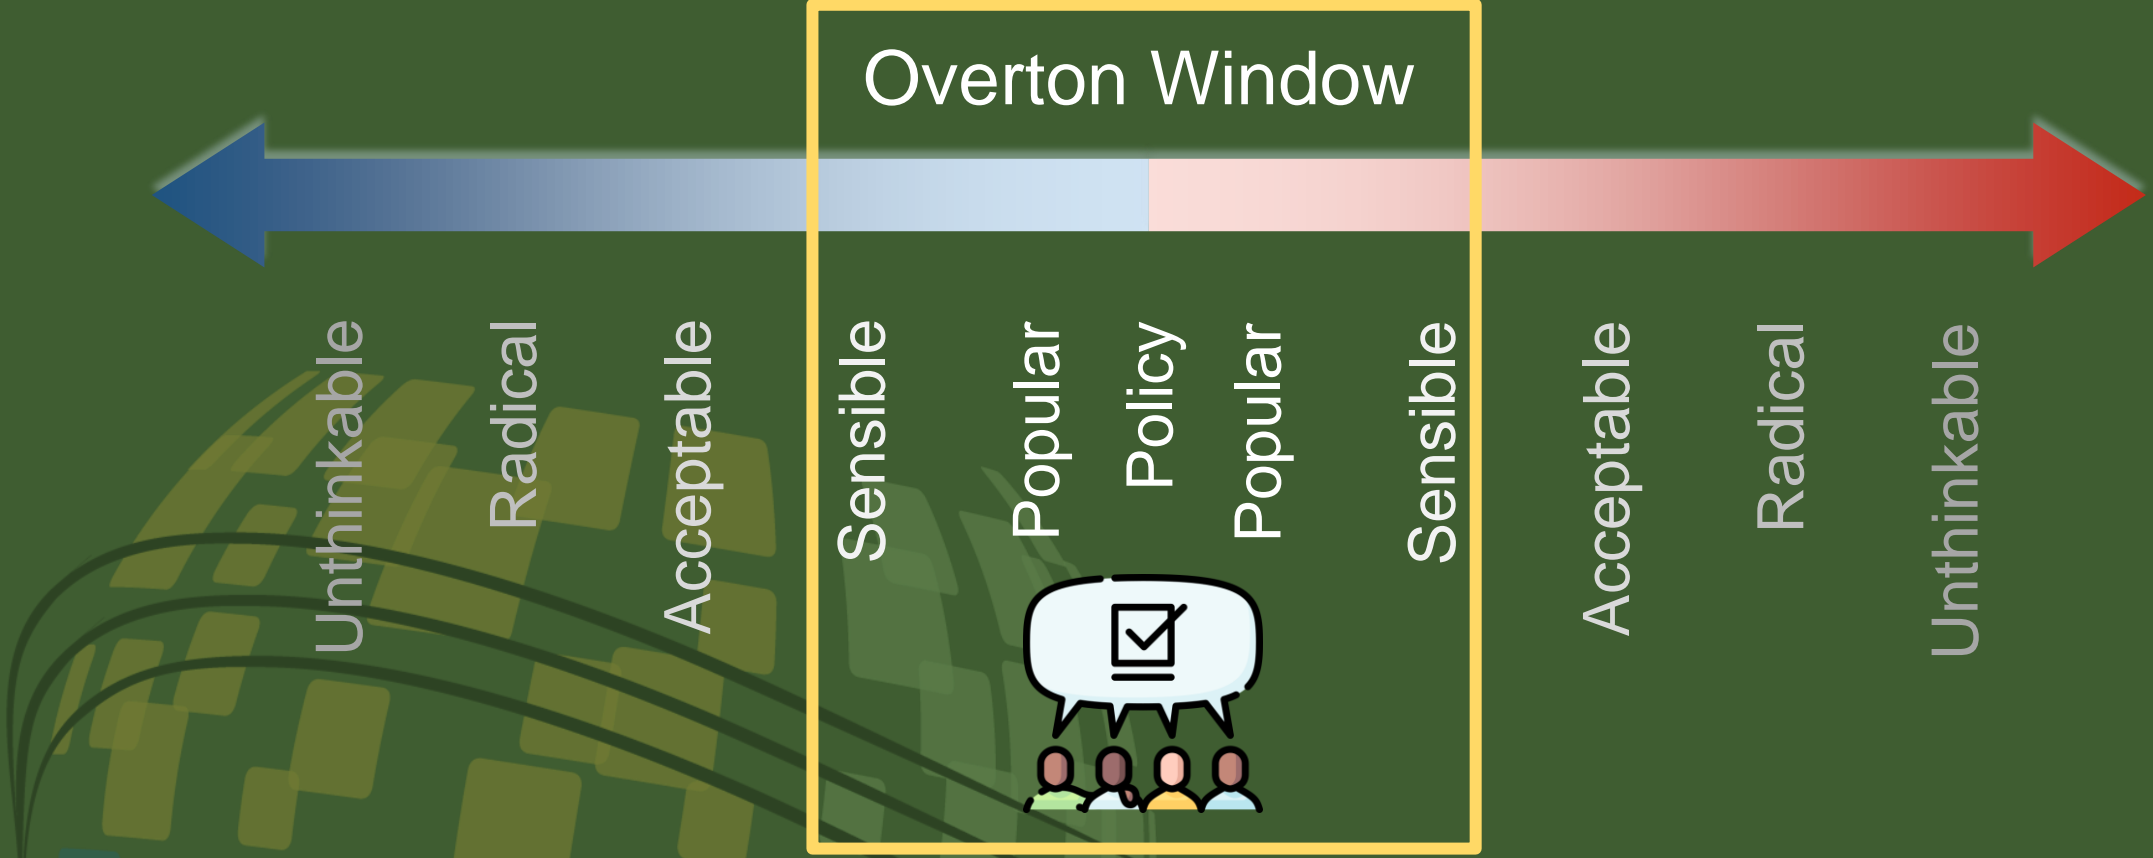 Overton Window
Unthinkable
Radical
Acceptable
Sensible
Popular
Policy
Popular
Sensible
Acceptable
Radical
Unthinkable